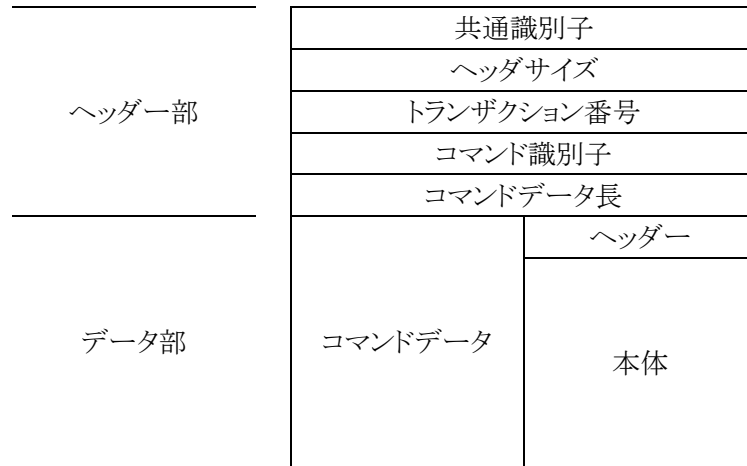 共通識別子
ヘッダサイズ
ヘッダー部
トランザクション番号
コマンド識別子
コマンドデータ長
ヘッダー
データ部
コマンドデータ
本体